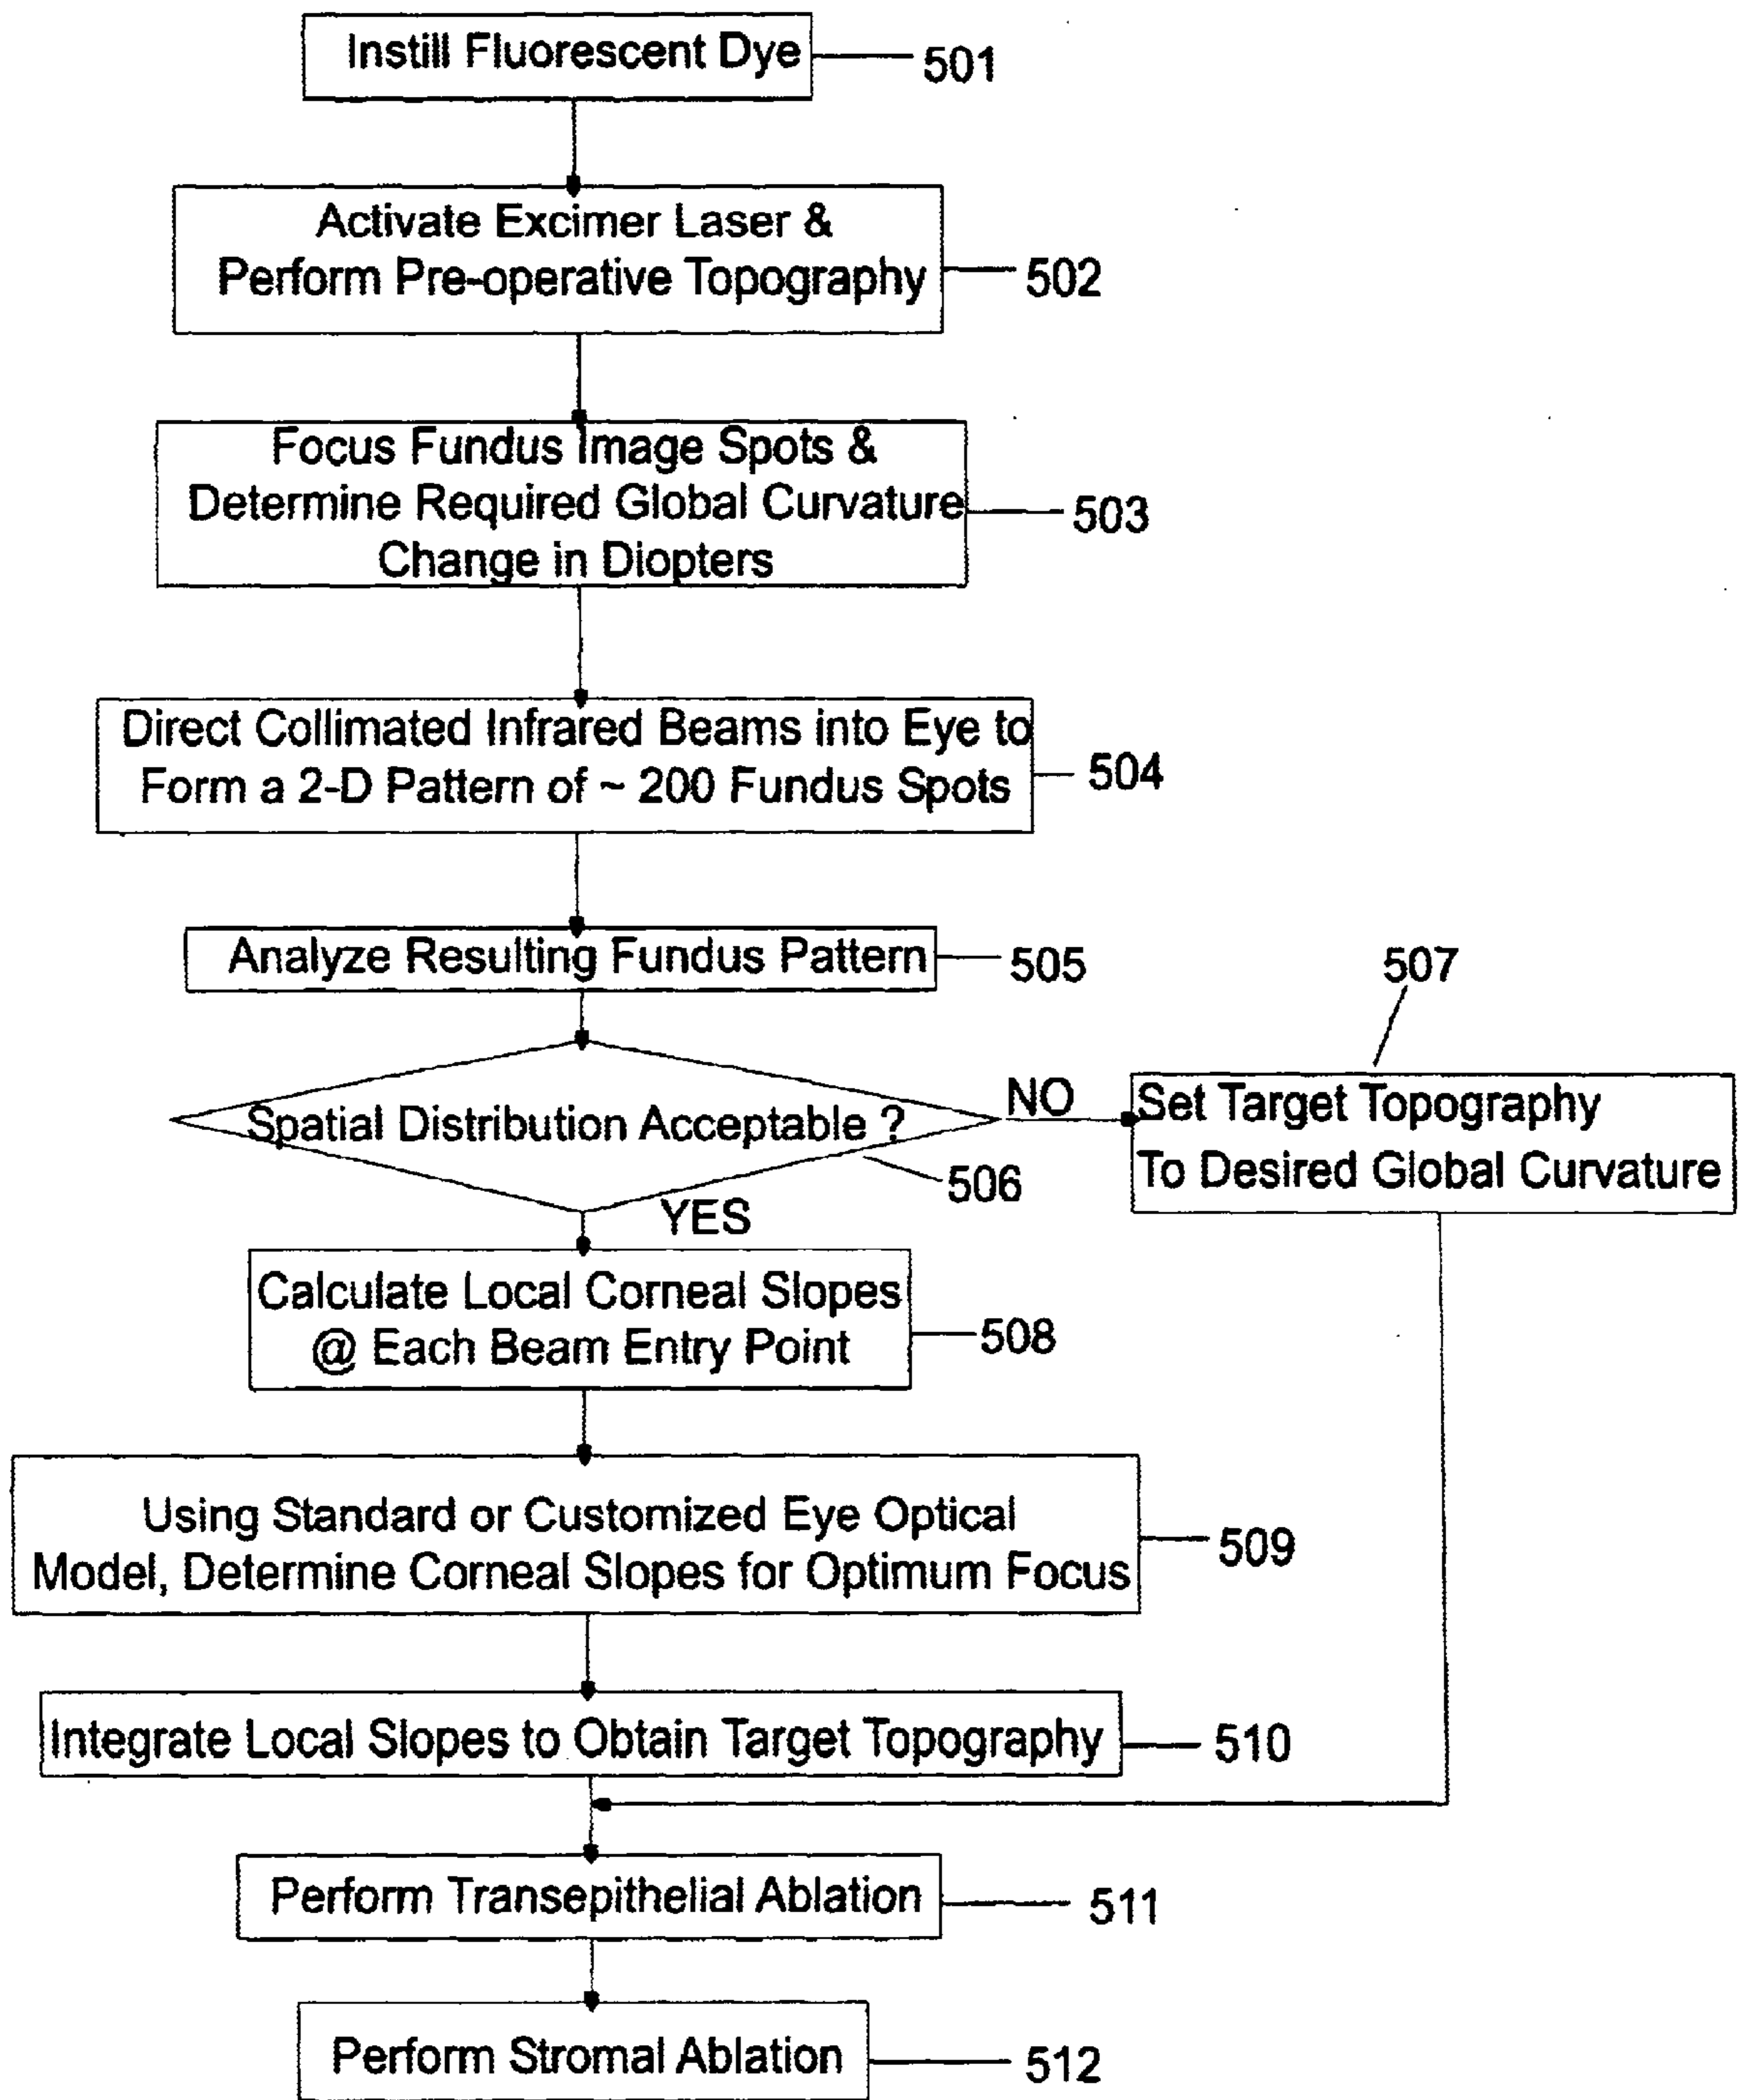 Instill Fluorescent Dye
501
Activate Excimer Laser &
Perform Pre-operative Topography
502
Focus Fundus Image Spots &
Determine Required Global Curvature
Change in Diopters
503
Direct Collimated Infrared Beams into Eye to
Form a 2-D Pattern of ~ 200 Fundus Spots
504
Analyze Resulting Fundus Pattern
505
Spatial Distribution Acceptable ?
506
NO
507
Set Target Topography
To Desired Global Curvature
YES
Calculate Local Corneal Slopes
@ Each Beam Entry Point
508
Using Standard or Customized Eye Optical
Model, Determine Corneal Slopes for Optimum Focus
509
Integrate Local Slopes to Obtain Target Topography
510
Perform Transepithelial Ablation
511
Perform Stromal Ablation
512